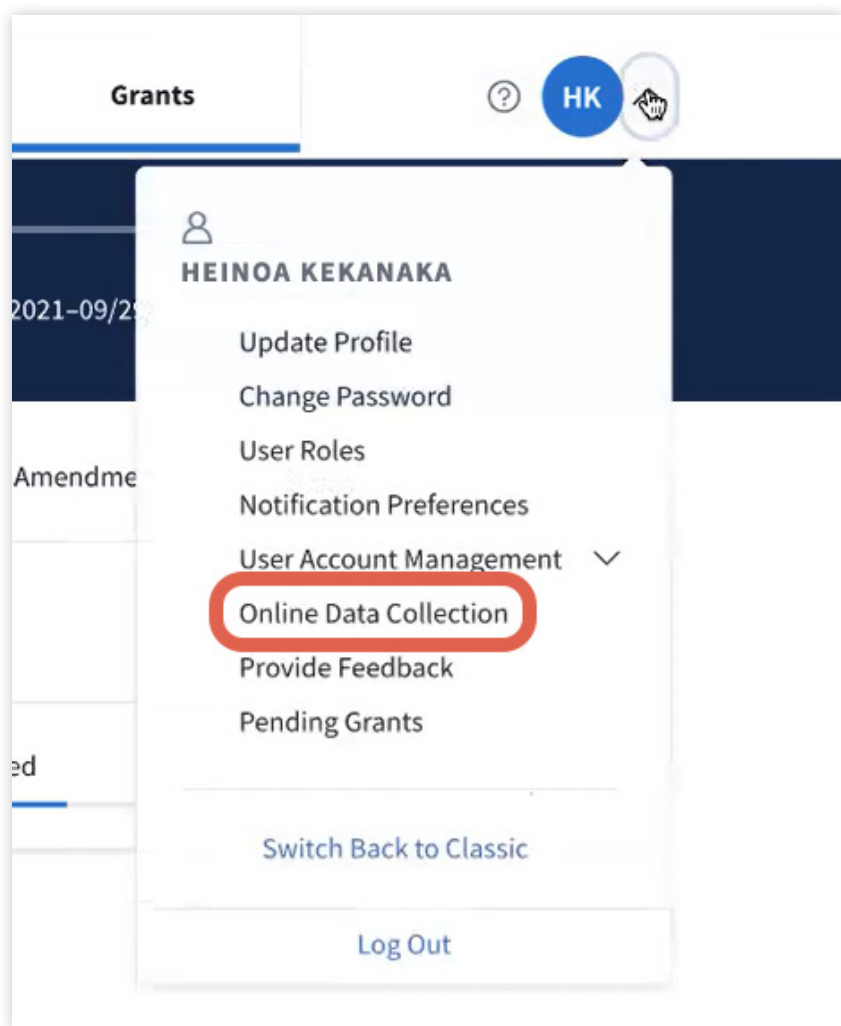 Grants
?
HK
HEINOA KEKANAKA
2021–09/29
Update Profile
Change Password
User Roles
Amendme
Notification Preferences
User Account Management
Online Data Collection
Provide Feedback
Pending Grants
ed
Switch Back to Classic
Log Out